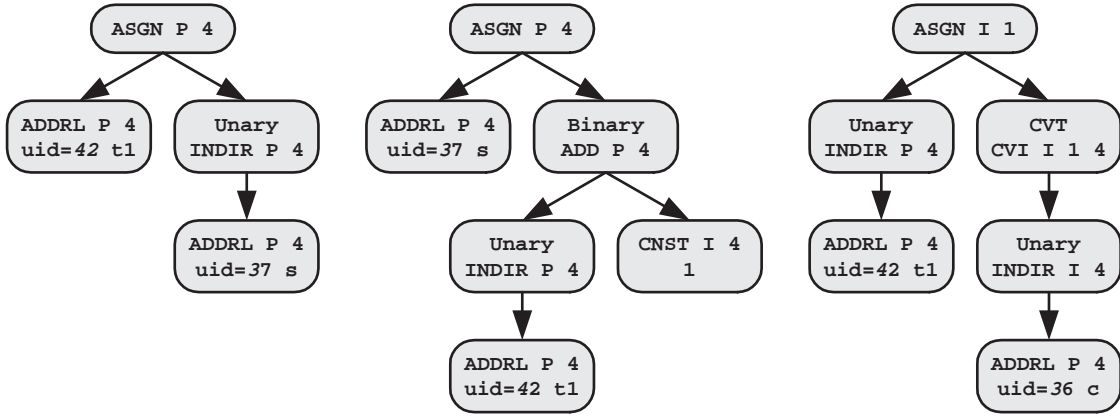 ASGN P 4
ADDRL P 4
uid=42 t1
Unary
INDIR P 4
ADDRL P 4
uid=37 s
ASGN P 4
ADDRL P 4
uid=37 s
Binary
ADD P 4
Unary
INDIR P 4
CNST I 4
1
ADDRL P 4
uid=42 t1
ASGN I 1
Unary
INDIR P 4
CVT
CVI I 1 4
ADDRL P 4
uid=42 t1
Unary
INDIR I 4
ADDRL P 4
uid=36 c